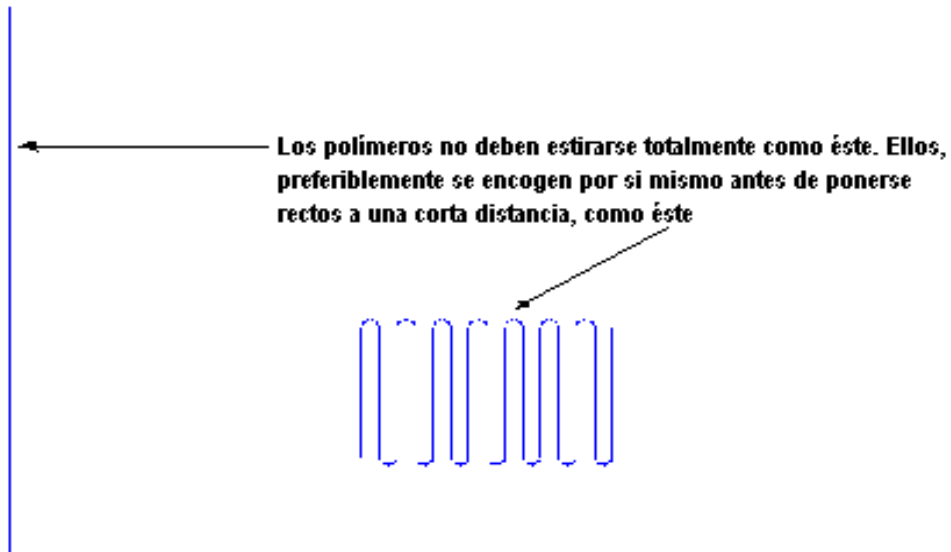 Los polímeros no deben estirarse totalmente como éste. Ellos,
preferiblemente se encogen por si mismo antes de ponerse
rectos a una corta distancia, como éste